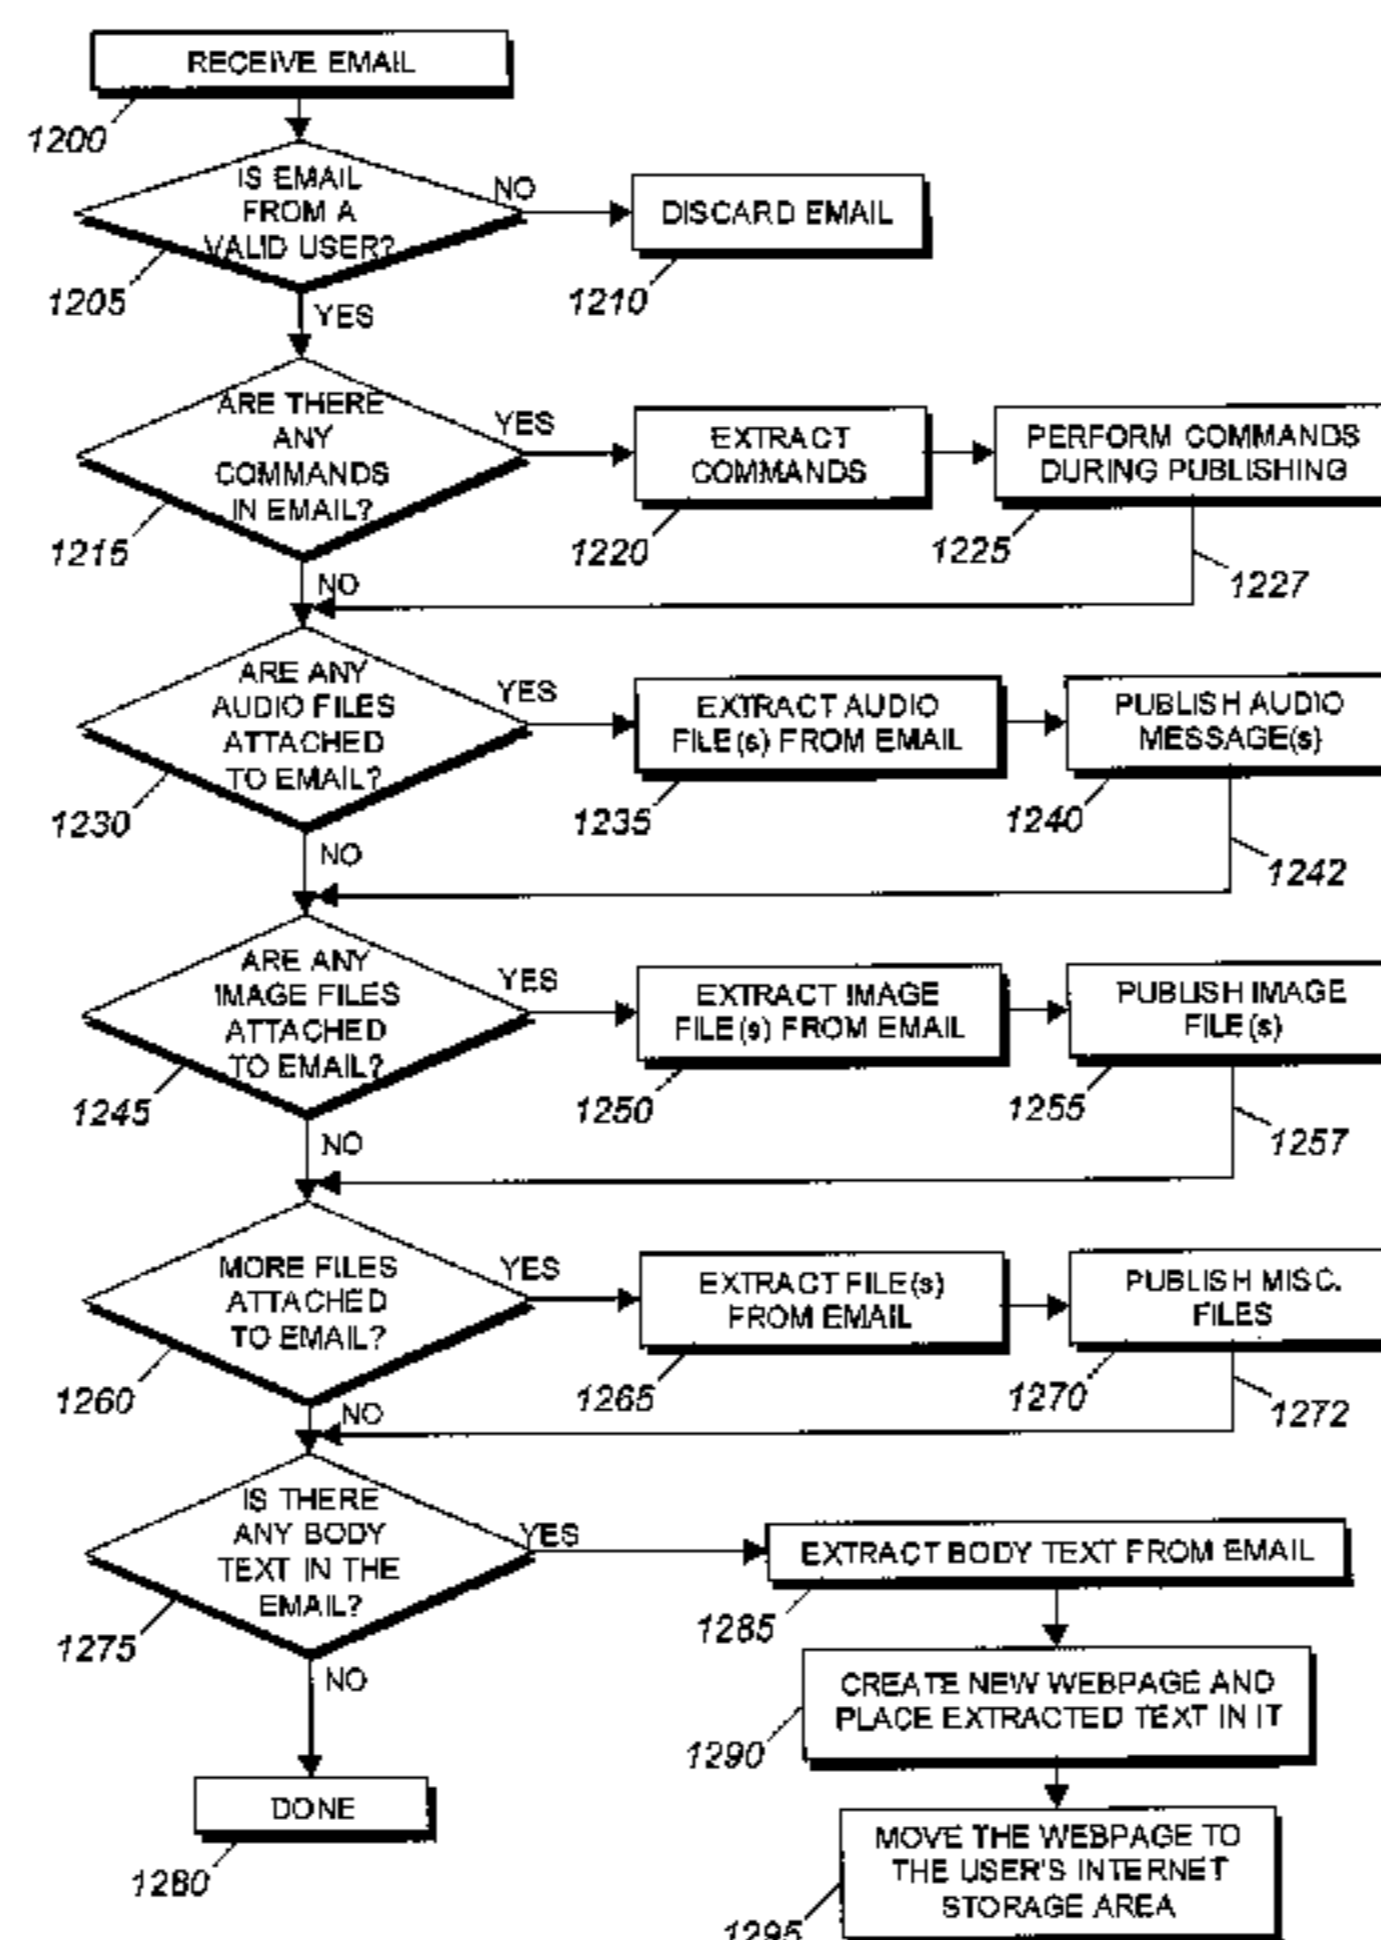 RECEIVE EMAIL
1200
IS EMAIL
FROM A
VALID USER?
NO
DISCARD EMAIL
1205
1210
YES
ARE THERE
ANY
COMMANDS
IN EMAIL?
YES
EXTRACT
COMMANDS
PERFORM COMMANDS
DURING PUBLISHING
1215
1220
1225
1227
NO
ARE ANY
AUDIO FILES
ATTACHED
TO EMAIL?
YES
EXTRACT AUDIO
FILE(s) FROM EMAIL
PUBLISH AUDIO
MESSAGE(s)
1230
1235
1240
1242
NO
ARE ANY
IMAGE FILES
ATTACHED
TO EMAIL?
YES
EXTRACT IMAGE
FILE(s) FROM EMAIL
PUBLISH IMAGE
FILE(s)
1245
1250
1255
1257
NO
MORE FILES
ATTACHED
TO EMAIL?
YES
EXTRACT FILE(s)
FROM EMAIL
PUBLISH MISC.
FILES
1260
1265
1270
1272
NO
IS THERE
ANY BODY
TEXT IN THE
EMAIL?
YES
EXTRACT BODY TEXT FROM EMAIL
1275
1285
NO
CREATE NEW WEBPAGE AND
PLACE EXTRACTED TEXT IN IT
1290
DONE
1280
MOVE THE WEBPAGE TO
THE USER'S INTERNET
STORAGE AREA
1295